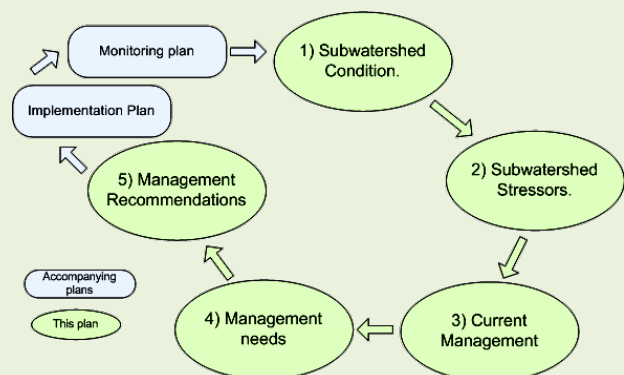 Monitoring plan
1) Subwatershed
Condition.
Implementation Plan
2) Subwatershed
Stressors.
5) Management
Recommendations
Accompanying
plans
This plan
4) Management
needs
3) Current
Management